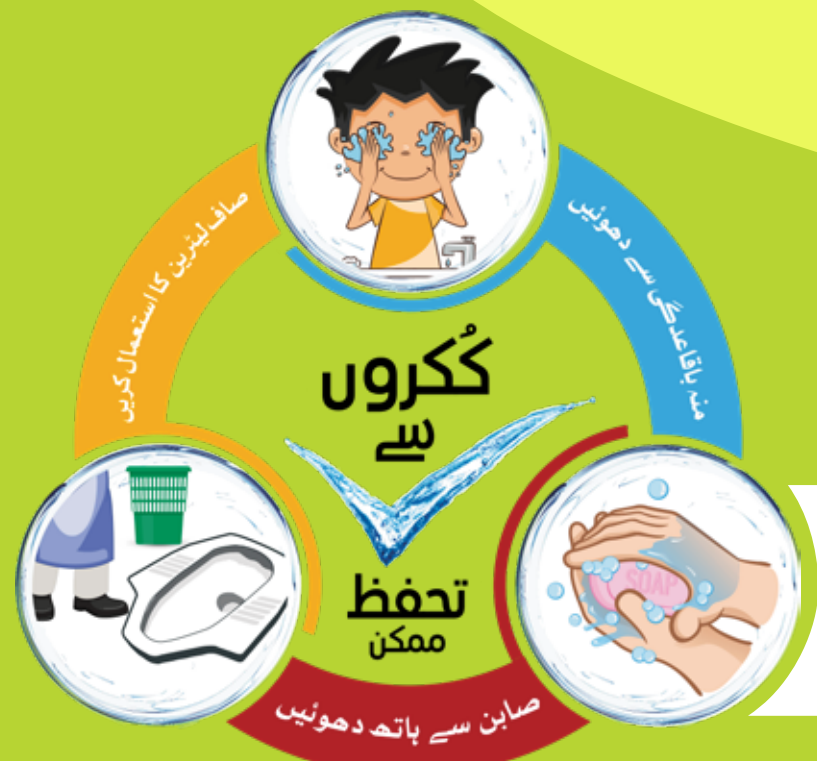 صاف لیٹرین کا استعمال کریں
منہ باقاعدگی سے دھوئیں
کُکروں
سے
تحفظ
ممکن
SOAP
صابن سے ہاتھ دھوئیں